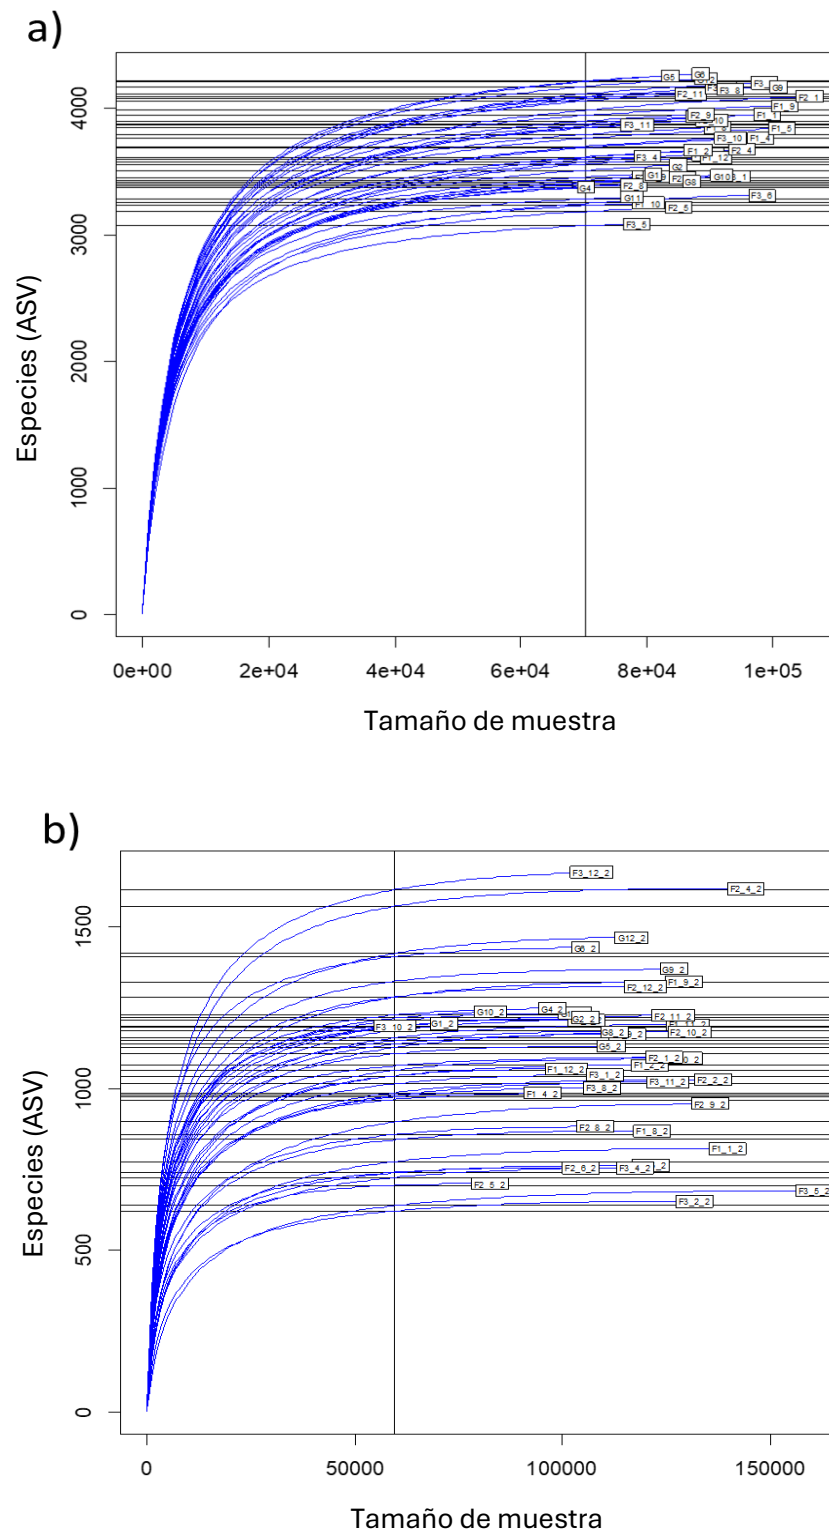 a)
G6
G5
F3_
G9
F3_8
F2_11
F2_1
F1_9
F2_9
F1_1
F3_11
F1_5
F3_10
F1_4
F1_2
F2_4
F3_4
F1_12
G2
G1
G10
G8
F2_8
G4
G11
F3_6
F2_5
F3_5
4000
3000
2000
1000
0
Especies (ASV)
0e+00 2e+04 4e+04 6e+04 8e+04 1e+05
Tamaño de muestra
b)
F3_12_2
F2_4_2
G12_2
G6_2
G9_2
F1_9_2
F2_12_2
G4_2
G10_2
F2_11_2
G2_2
G1_2
F3_10_2
F1_11_2
F2_10_2
G8_2
G5_2
F2_1_2
F1_12_2
F1_2_2
F3_1_2
F3_11_2
F2_2_2
F3_8_2
F1_4_2
F2_9_2
F2_8_2
F1_8_2
F1_1_2
F2_6_2
F3_4_2
F2_5_2
F3_5_2
F3_2_2
1500
1000
500
0
Especies (ASV)
0 50000 100000 150000
Tamaño de muestra